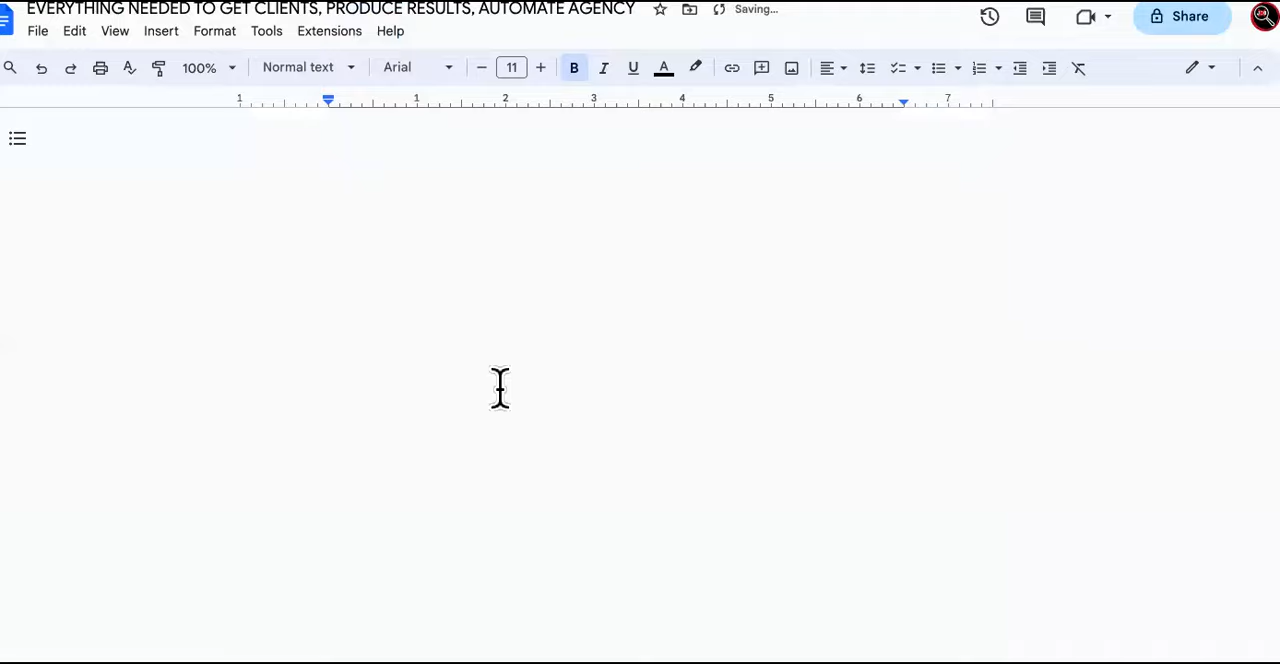 EVERYTHING NEEDED TO GET CLIENTS, PRODUCE RESULTS, AUTOMATE AGENCY Saving...
File Edit View Insert Format Tools Extensions Help Share
100% Normal text Arial 11 B I U A
1 1 2 3 4 5 6 7